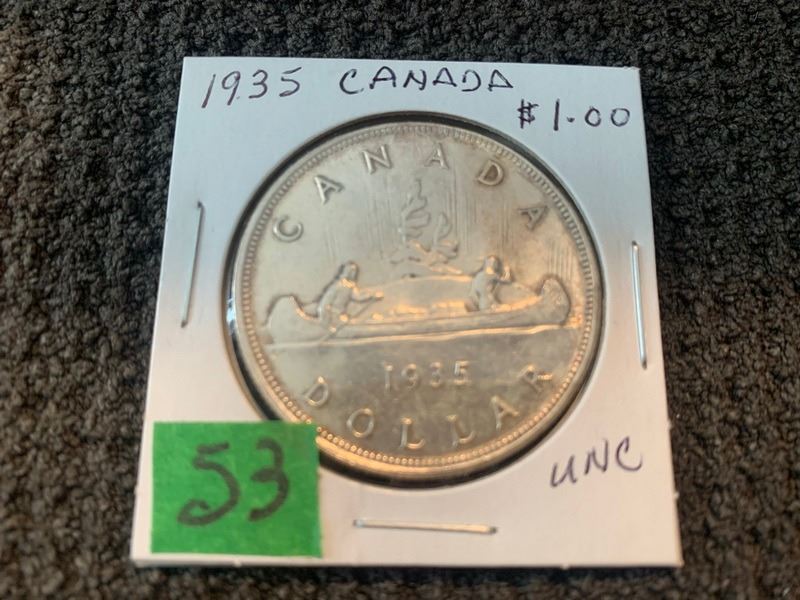 1935 CANADA
$1.00
CANADA
1935
DOLLAR
53
UNC